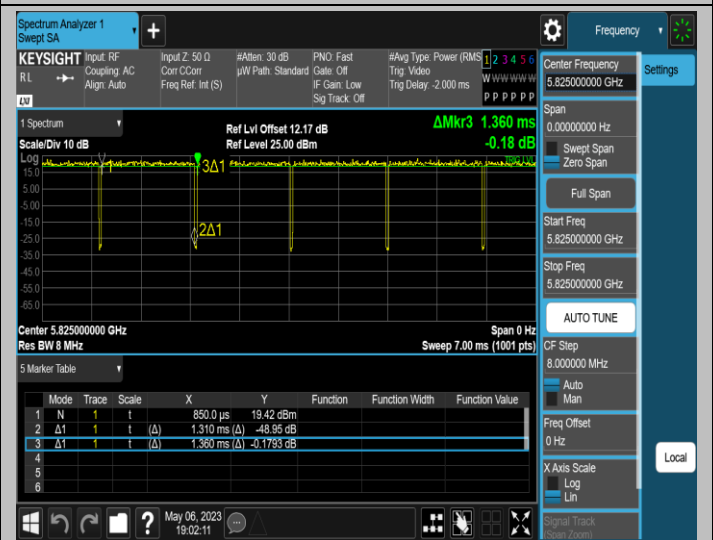 Spectrum Analyzer 1
Swept SA
+
Frequency
KEYSIGHT
RL
LXI
Input: RF
Coupling: AC
Align: Auto
Input Z: 50 Ω
Corr CCorr
Freq Ref: Int (S)
#Atten: 30 dB
µW Path: Standard
PNO: Fast
Gate: Off
IF Gain: Low
Sig Track: Off
#Avg Type: Power (RMS
Trig: Video
Trig Delay: -2.000 ms
1 2 3 4 5 6
W W W W W W
P P P P P P
1 Spectrum
Scale/Div 10 dB
Ref Lvl Offset 12.17 dB
Ref Level 25.00 dBm
ΔMkr3 1.360 ms
-0.18 dB
Log
15.0
5.00
-5.00
-15.0
-25.0
-35.0
-45.0
-55.0
-65.0
1
3Δ1
2Δ1
Center 5.825000000 GHz
Res BW 8 MHz
Span 0 Hz
Sweep 7.00 ms (1001 pts)
5 Marker Table
Mode Trace Scale X Y Function Function Width Function Value
1 N 1 t 850.0 µs 19.42 dBm
2 Δ1 1 t (Δ) 1.310 ms (Δ) -48.95 dB
3 Δ1 1 t (Δ) 1.360 ms (Δ) -0.1793 dB
4
5
6
?
May 06, 2023
19:02:11
Center Frequency
5.825000000 GHz
Span
0.00000000 Hz
Swept Span
Zero Span
Full Span
Start Freq
5.825000000 GHz
Stop Freq
5.825000000 GHz
AUTO TUNE
CF Step
8.000000 MHz
Auto
Man
Freq Offset
0 Hz
X Axis Scale
Log
Lin
Signal Track
(Span Zoom)
Settings
Local